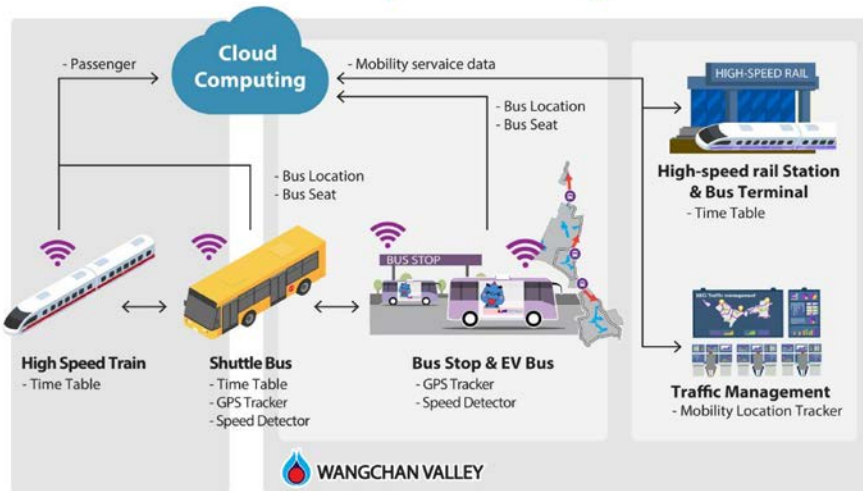 Cloud
Computing
- Passenger
- Mobility servaice data
- Bus Location
- Bus Seat
- Bus Location
- Bus Seat
HIGH-SPEED RAIL
High-speed rail Station
& Bus Terminal
- Time Table
BUS STOP
High Speed Train
- Time Table
Shuttle Bus
- Time Table
- GPS Tracker
- Speed Detector
Bus Stop & EV Bus
- GPS Tracker
- Speed Detector
Traffic management
Traffic Management
- Mobility Location Tracker
WANGCHAN VALLEY